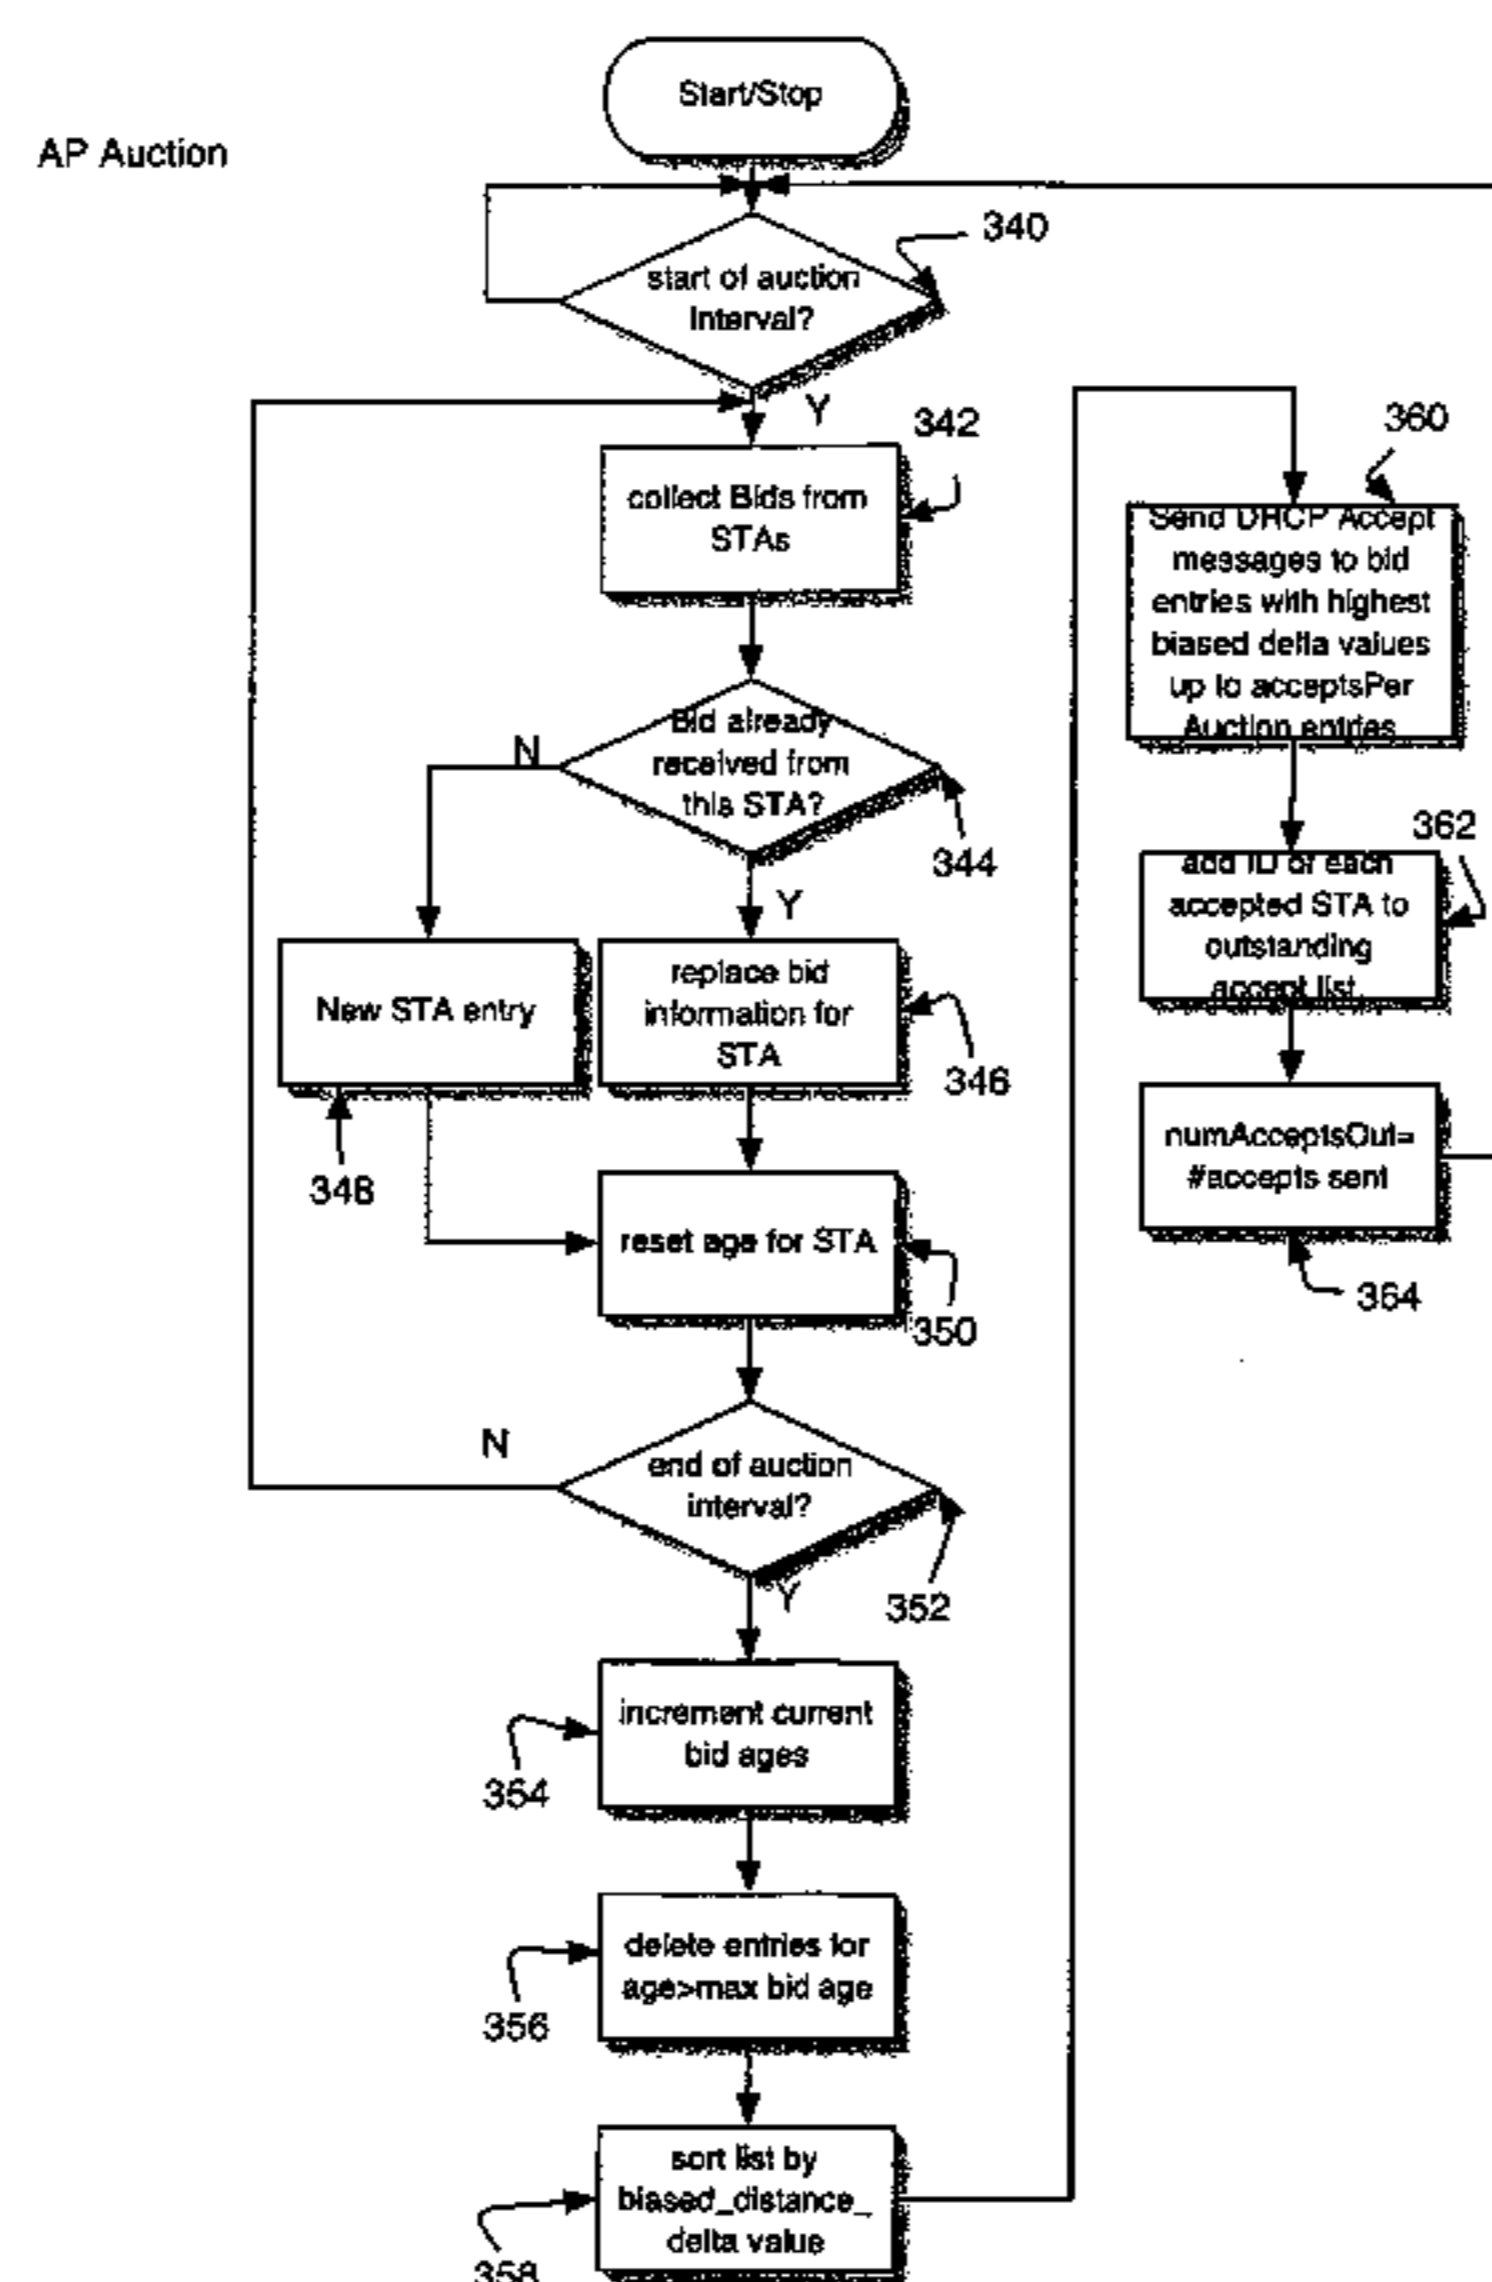 Start/Stop
AP Auction
340
start of auction
interval?
Y
342
collect Bids from
STAs
Bid already
received from
this STA?
N
344
Y
New STA entry
replace bid
information for
STA
346
348
reset age for STA
350
N
end of auction
interval?
Y
352
increment current
bid ages
354
delete entries for
age>max bid age
356
sort list by
biased_distance_
delta value
358
360
Send DRCP Accept
messages to bid
entries with highest
biased delta values
up to acceptsPer
Auction entries
362
add ID of each
accepted STA to
outstanding
accept list.
numAcceptsOut=
#accepts sent
364